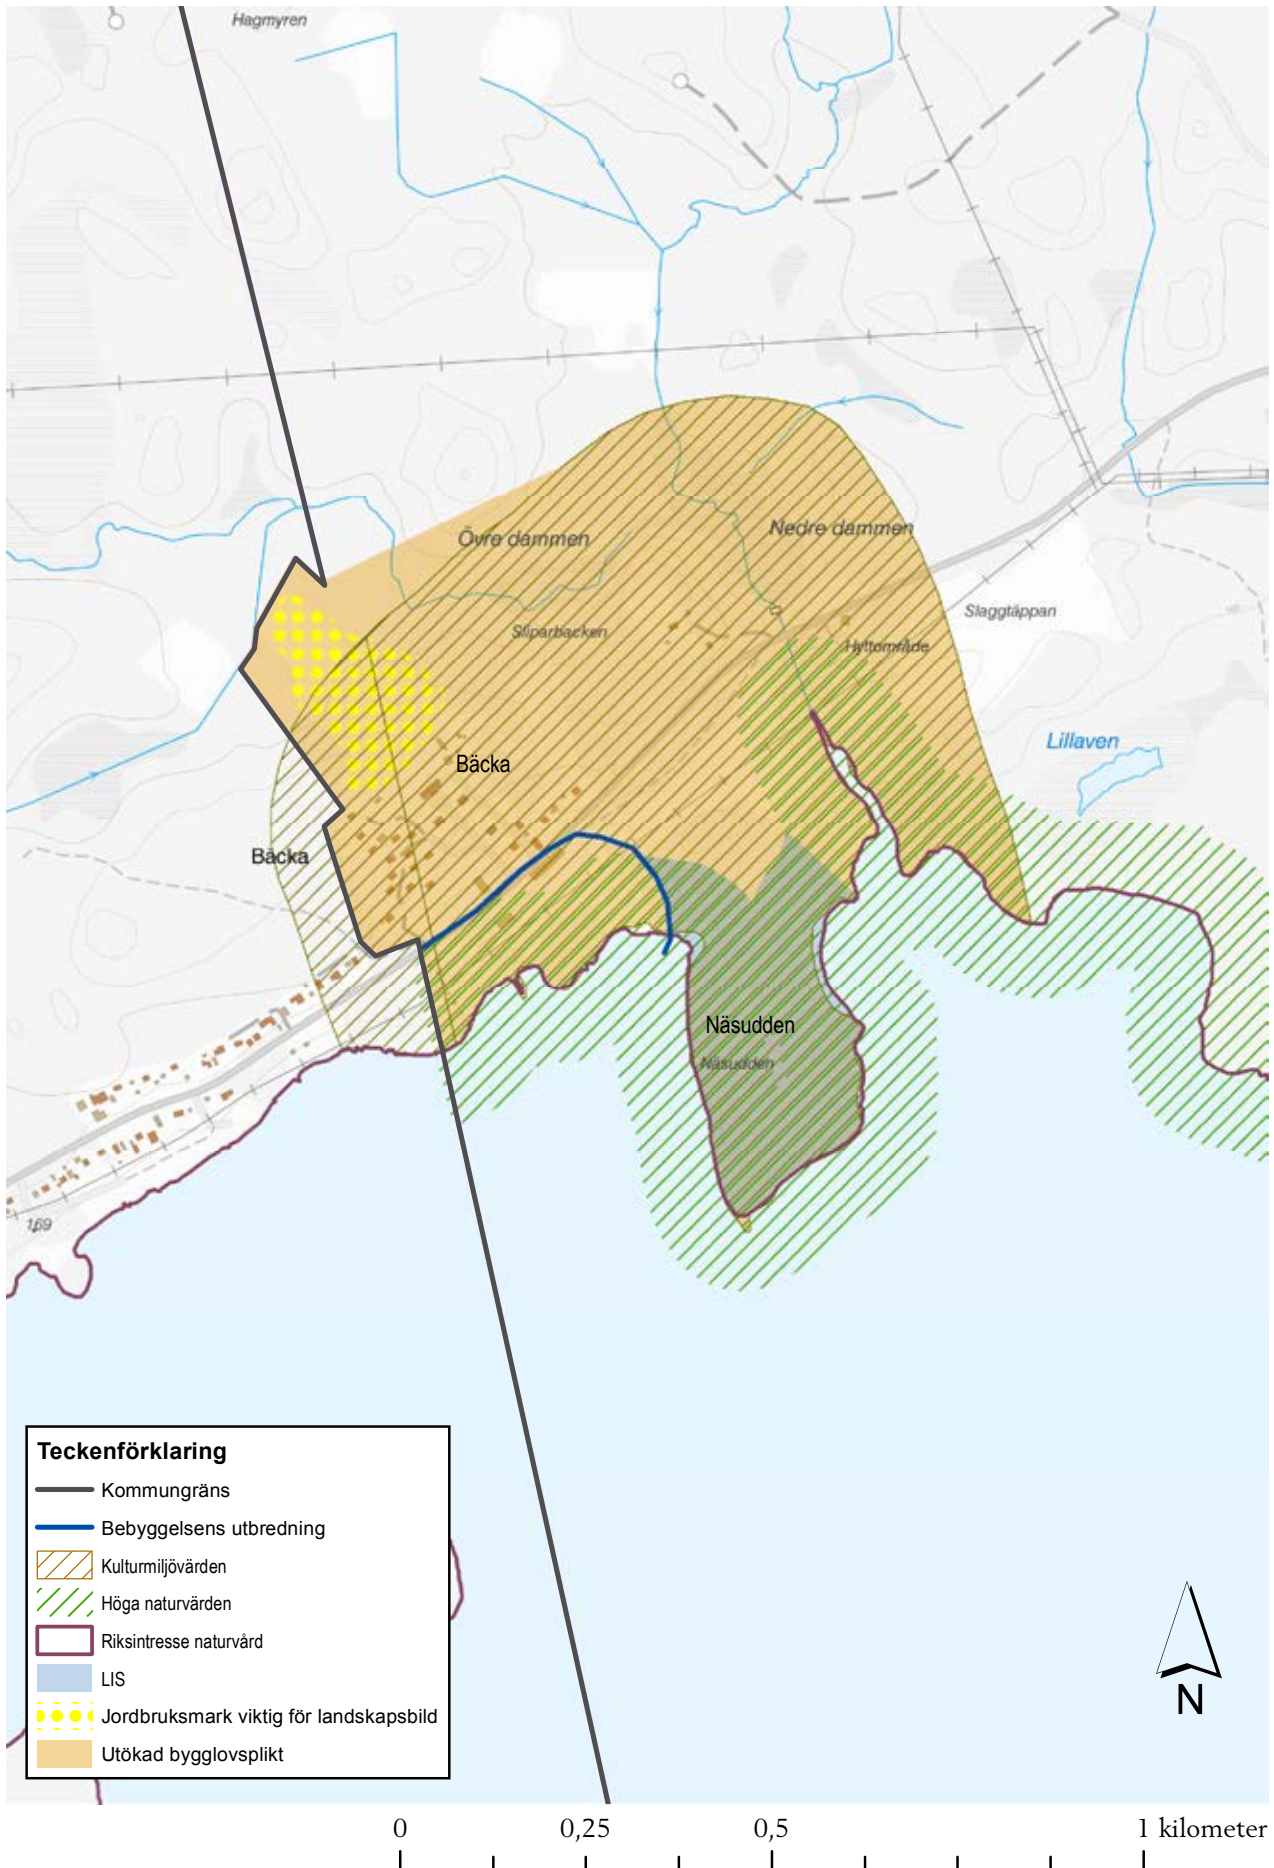 Hagmyren
Övre dammen
Nedre dammen
Slaggtäppan
Sliparbacken
Hyttområde
Lillaven
Bäcka
Bäcka
Näsudden
Näsudden
169
Teckenförklaring
Kommungräns
Bebyggelsens utbredning
Kulturmiljövärden
Höga naturvärden
Riksintresse naturvård
LIS
Jordbruksmark viktig för landskapsbild
Utökad bygglovsplikt
N
0 0,25 0,5 1 kilometer